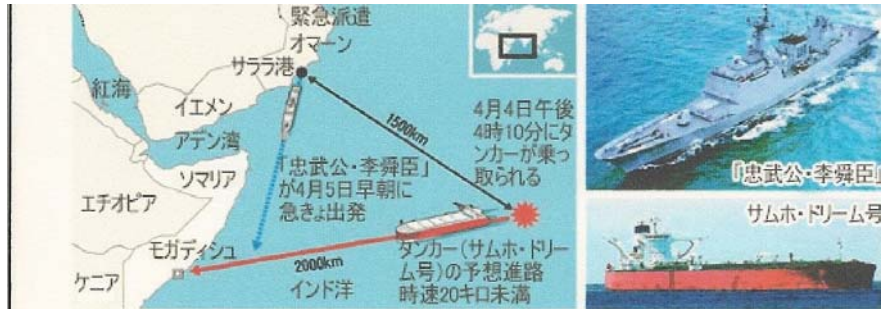 緊急派遣
オマーン
サララ港
紅海
イエメン
アデン湾
ソマリア
エチオピア
モガディシュ
ケニア
1500km
4月4日午後
4時10分にタ
ンカーが乗っ
取られる
「忠武公・李舜臣」
が4月5日早朝に
急きょ出発
2000km
インド洋
タンカー(サムホ・ドリー
ム号)の予想進路
時速20キロ未満
「忠武公・李舜臣」
サムホ・ドリーム号